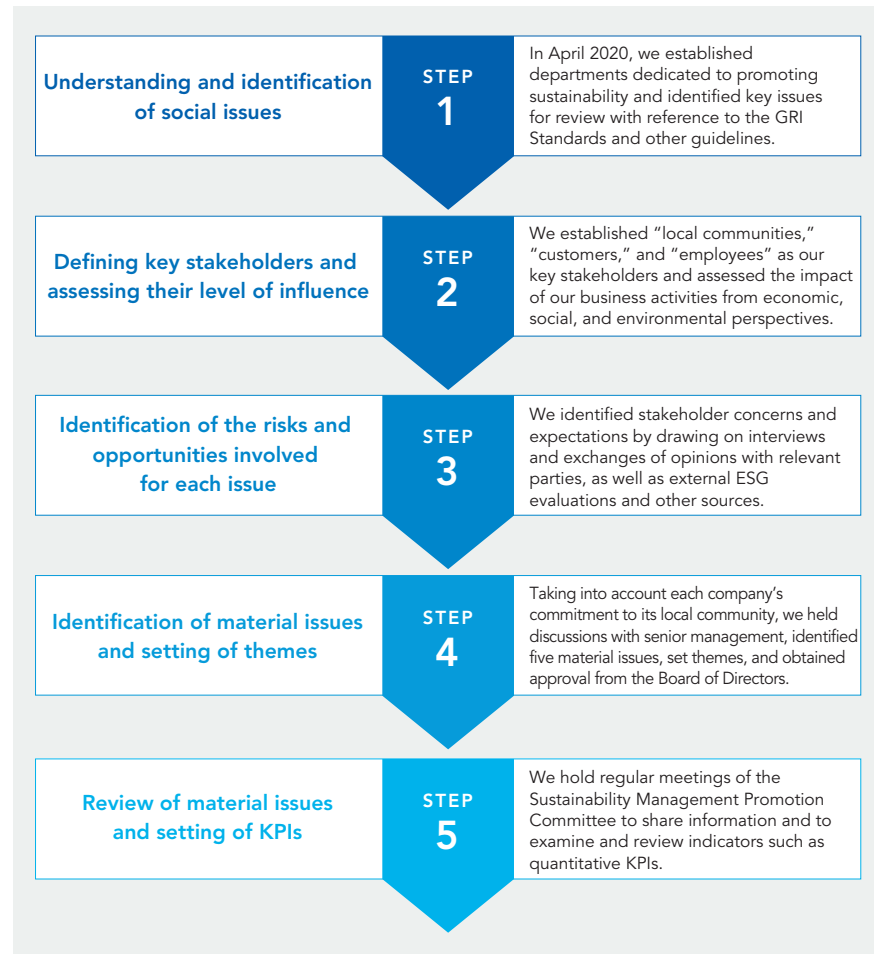 Understanding and identification
of social issues
STEP
1
In April 2020, we established
departments dedicated to promoting
sustainability and identified key issues
for review with reference to the GRI
Standards and other guidelines.
Defining key stakeholders and
assessing their level of influence
STEP
2
We established “local communities,”
“customers,” and “employees” as our
key stakeholders and assessed the impact
of our business activities from economic,
social, and environmental perspectives.
Identification of the risks and
opportunities involved
for each issue
STEP
3
We identified stakeholder concerns and
expectations by drawing on interviews
and exchanges of opinions with relevant
parties, as well as external ESG
evaluations and other sources.
Identification of material issues
and setting of themes
STEP
4
Taking into account each company’s
commitment to its local community, we held
discussions with senior management, identified
five material issues, set themes, and obtained
approval from the Board of Directors.
Review of material issues
and setting of KPIs
STEP
5
We hold regular meetings of the
Sustainability Management Promotion
Committee to share information and to
examine and review indicators such as
quantitative KPIs.